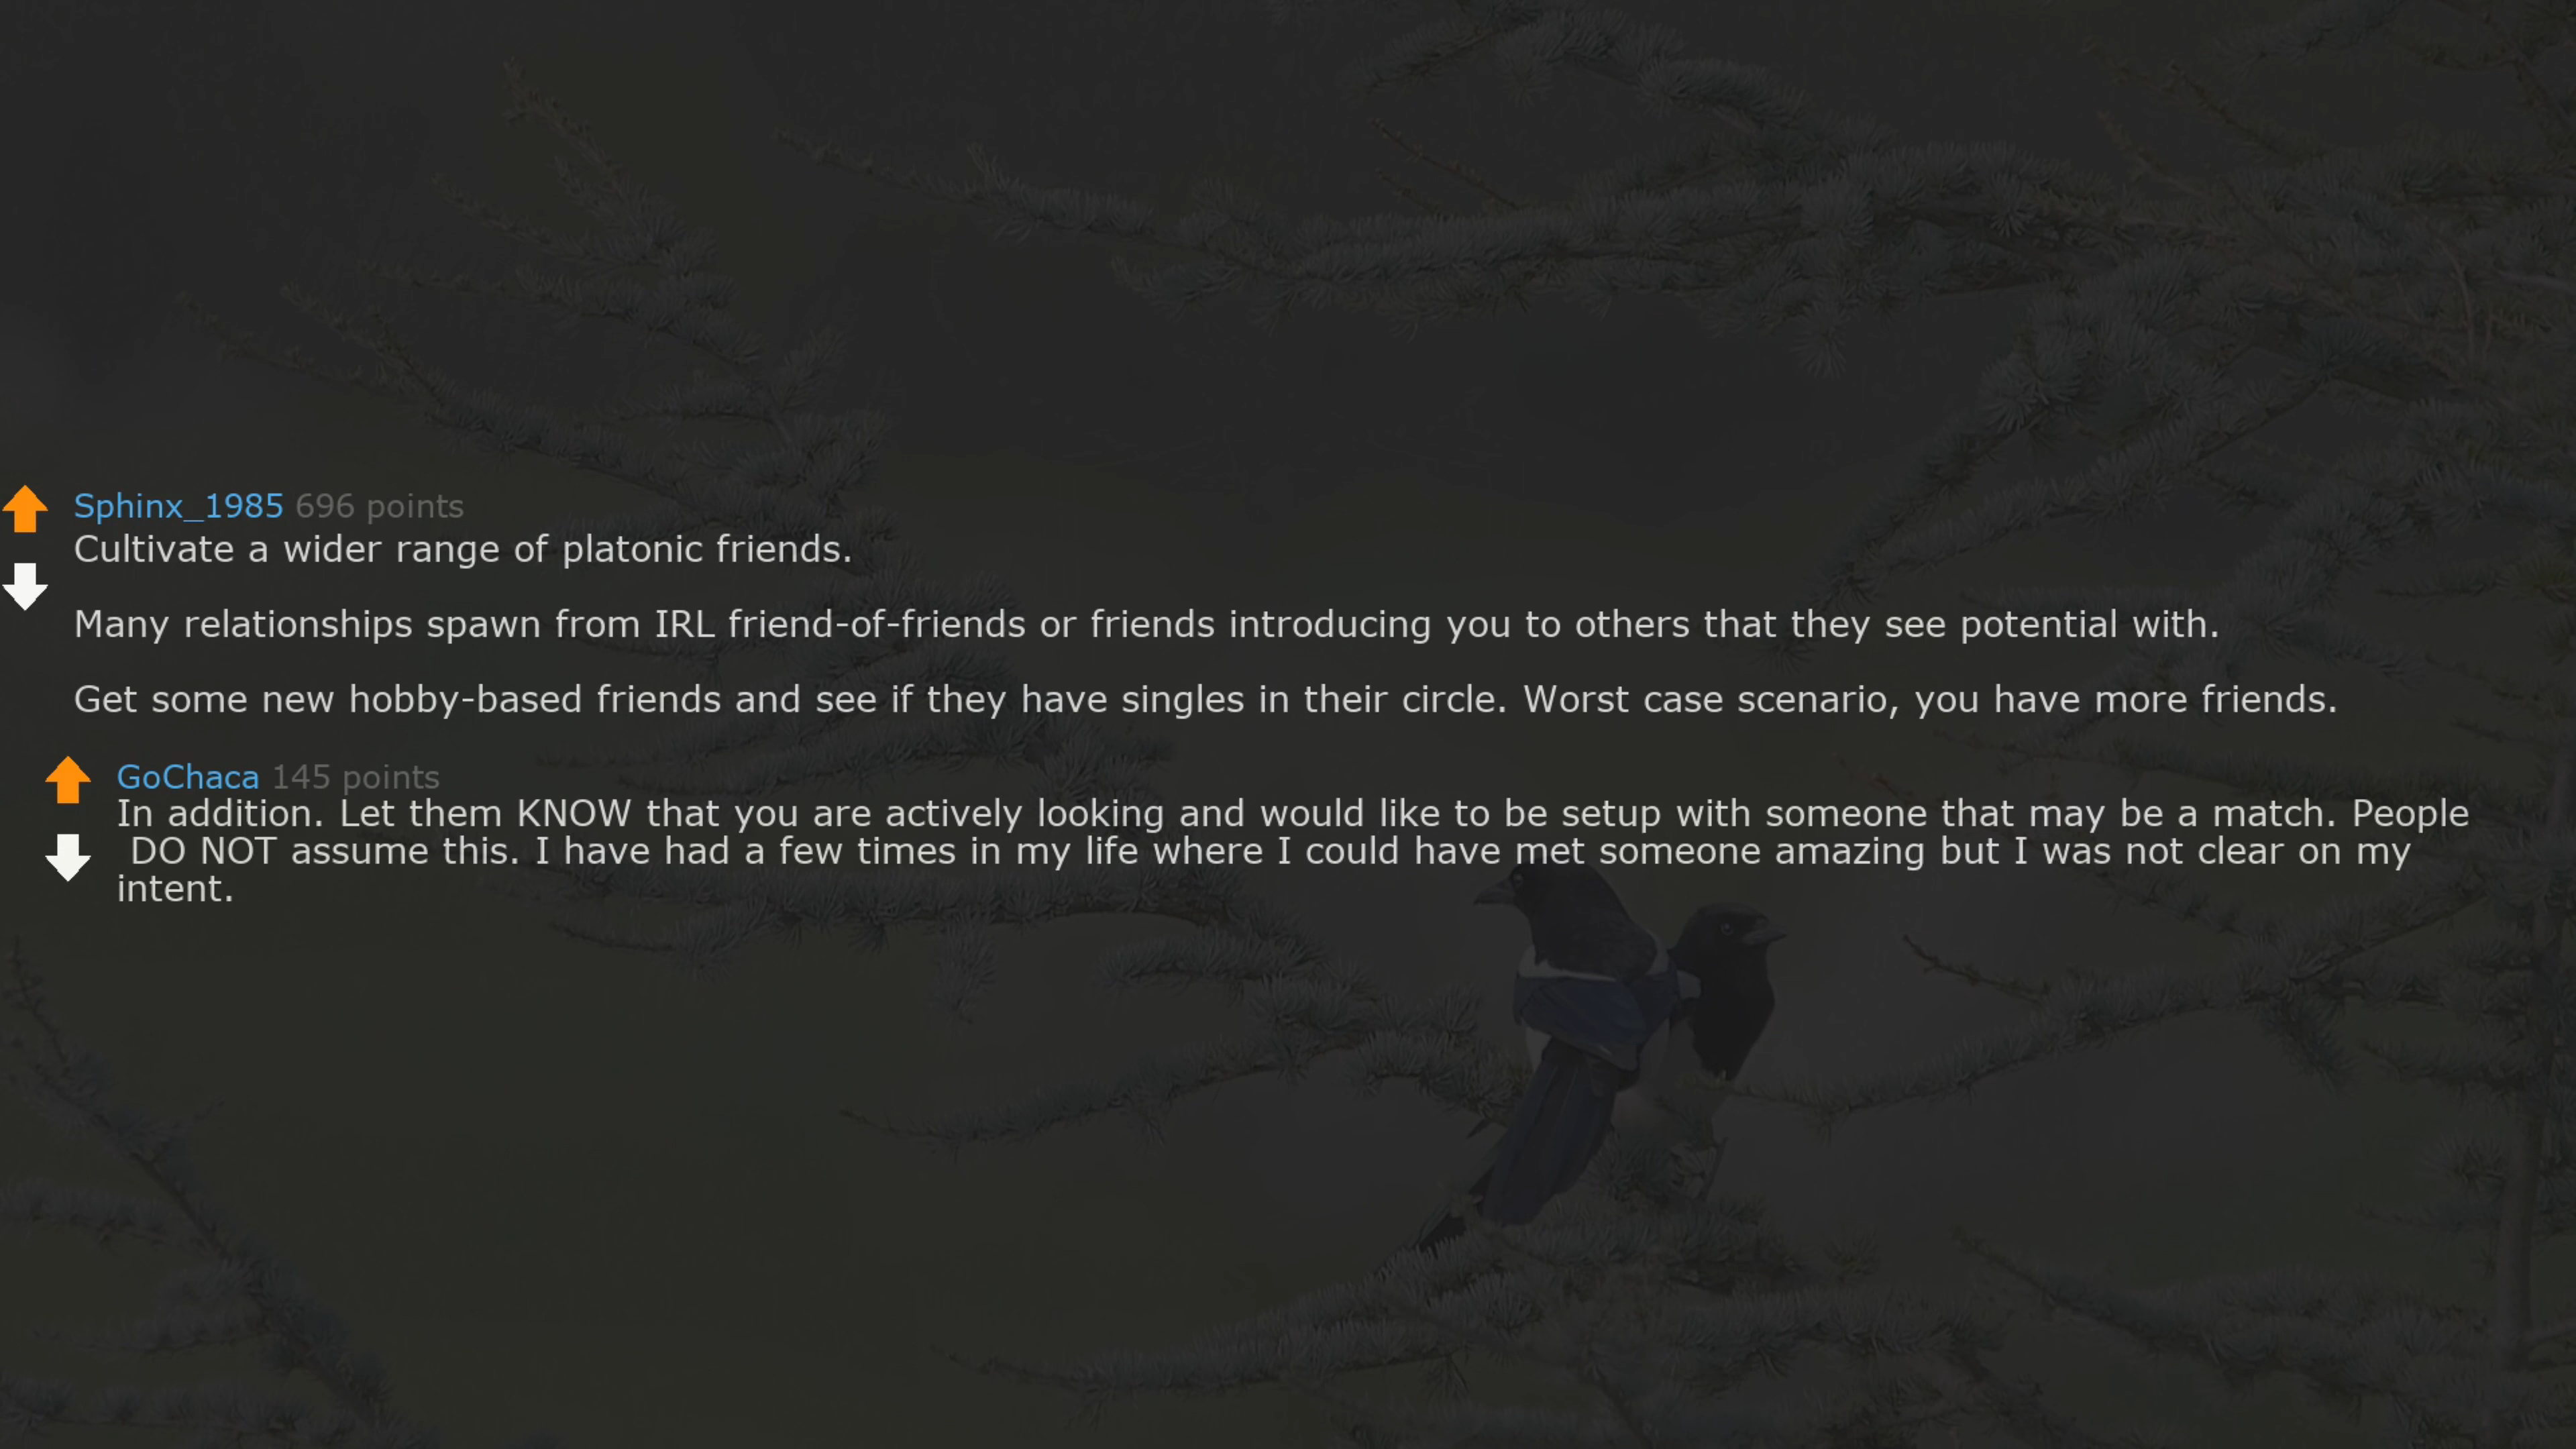 Sphinx_1985 696 points
Cultivate a wider range of platonic friends.
Many relationships spawn from IRL friend-of-friends or friends introducing you to others that they see potential with.
Get some new hobby-based friends and see if they have singles in their circle. Worst case scenario, you have more friends.
GoChaca 145 points
In addition. Let them KNOW that you are actively looking and would like to be setup with someone that may be a match. People
DO NOT assume this. I have had a few times in my life where I could have met someone amazing but I was not clear on my
intent.